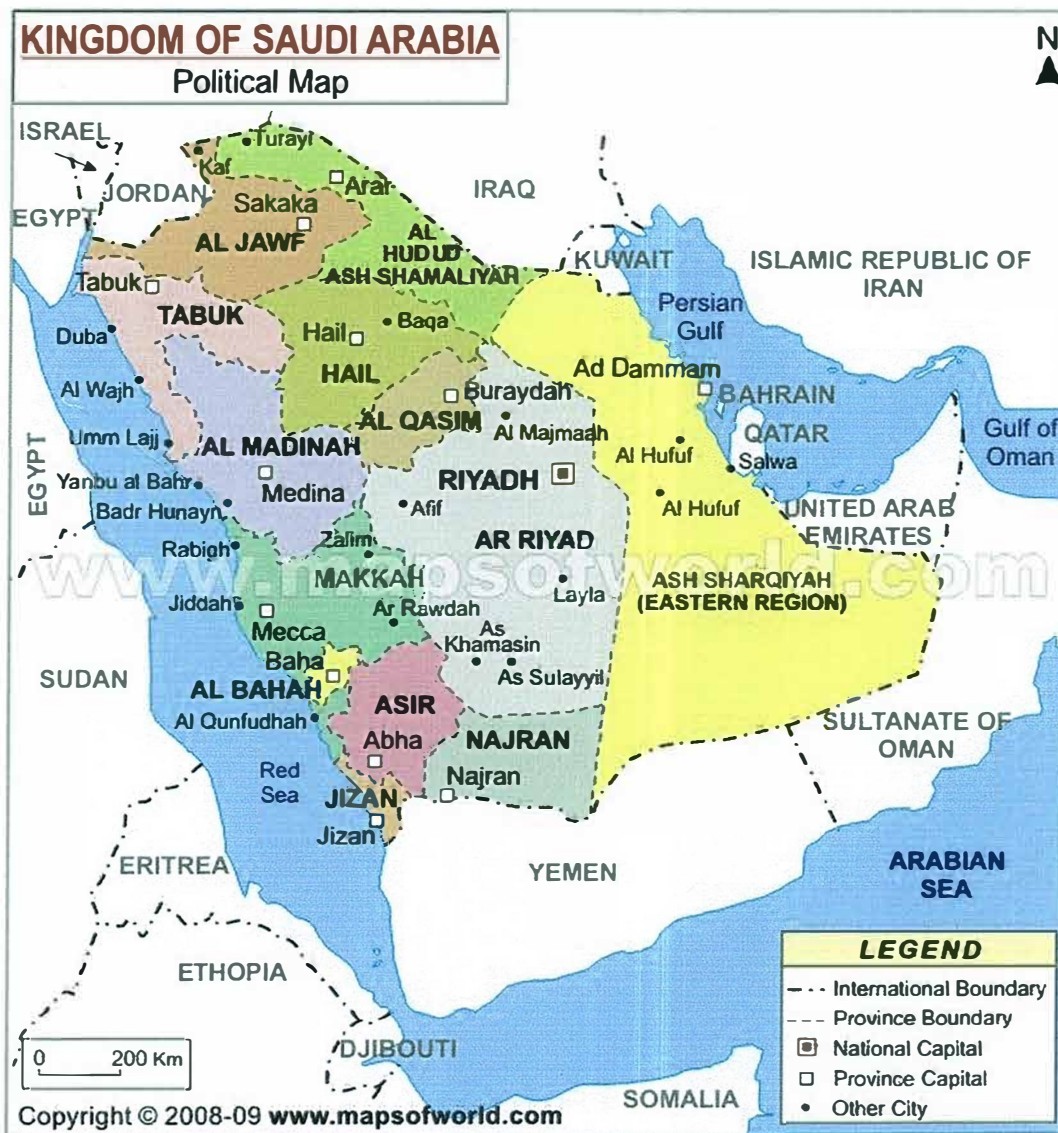 KINGDOM OF SAUDI ARABIA
Political Map
N
ISRAEL
Turayf
Kaf
JORDAN
Arar
IRAQ
EGYPT
Sakaka
AL JAWF
AL
HUDUD
ASH SHAMALIYAH
KUWAIT
ISLAMIC REPUBLIC OF
IRAN
Tabuk
TABUK
Persian
Gulf
Duba
Hail
Baqa
HAIL
Ad Dammam
Al Wajh
Buraydah
BAHRAIN
AL QASIM
Al Majmaah
QATAR
Gulf of
Oman
Umm Lajj
AL MADINAH
Al Hufuf
Salwa
EGYPT
Yanbu al Bahr
Medina
RIYADH
Badr Hunayn
Afif
Al Hufuf
UNITED ARAB
EMIRATES
Rabigh
Zalim
AR RIYAD
www.mapsofworld.com
MAKKAH
ASH SHARQIYAH
(EASTERN REGION)
Jiddah
Ar Rawdah
Layla
Mecca
As
Khamasin
Baha
As Sulayyil
SUDAN
AL BAHAH
ASIR
Al Qunfudhah
Abha
NAJRAN
SULTANATE OF
OMAN
Red
Sea
Najran
JIZAN
Jizan
ERITREA
YEMEN
ARABIAN
SEA
ETHOPIA
LEGEND
International Boundary
Province Boundary
National Capital
Province Capital
Other City
0 200 Km
DJIBOUTI
SOMALIA
Copyright © 2008-09 www.mapsofworld.com